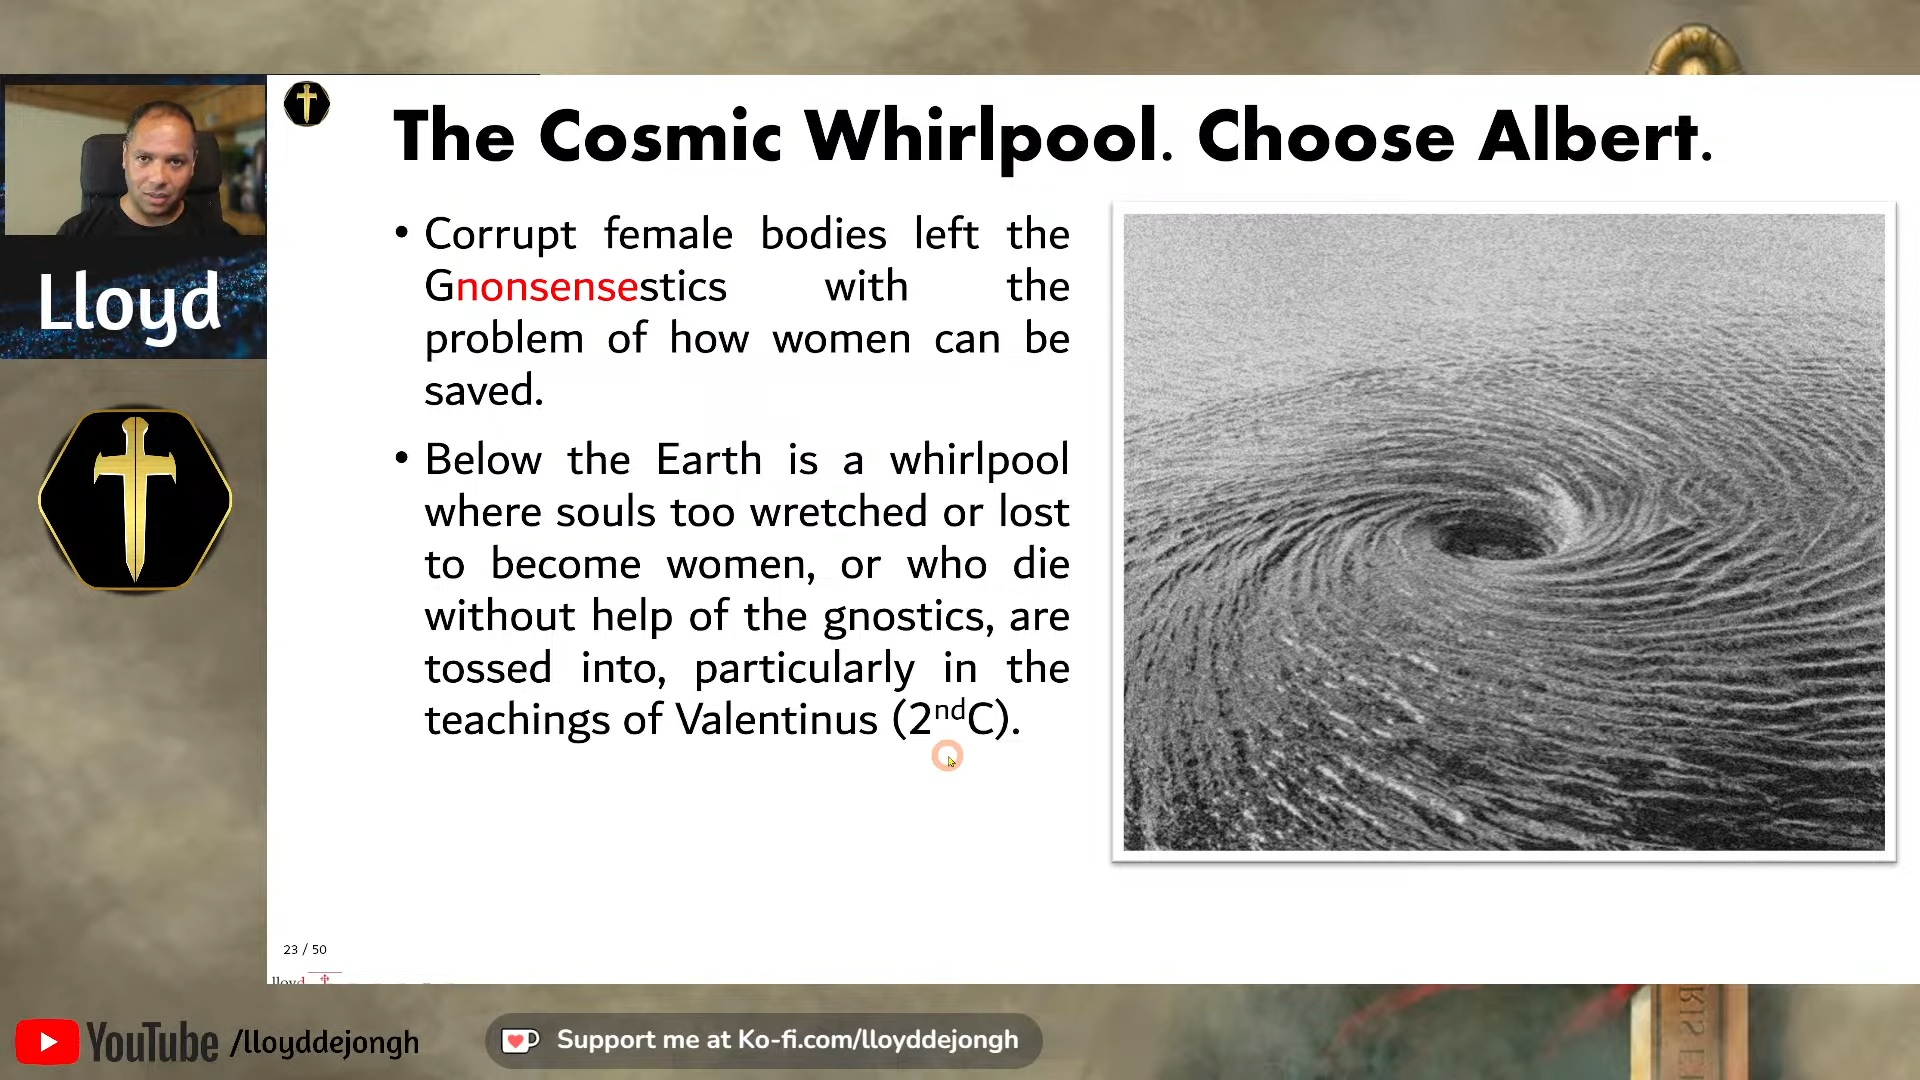 The Cosmic Whirlpool. Choose Albert.
Lloyd
• Corrupt female bodies left the
Gnonsensestics with the
problem of how women can be
saved.
• Below the Earth is a whirlpool
where souls too wretched or lost
to become women, or who die
without help of the gnostics, are
tossed into, particularly in the
teachings of Valentinus (2ndC).
23 / 50
lloyd
YouTube /lloyddejongh
Support me at Ko-fi.com/lloyddejongh